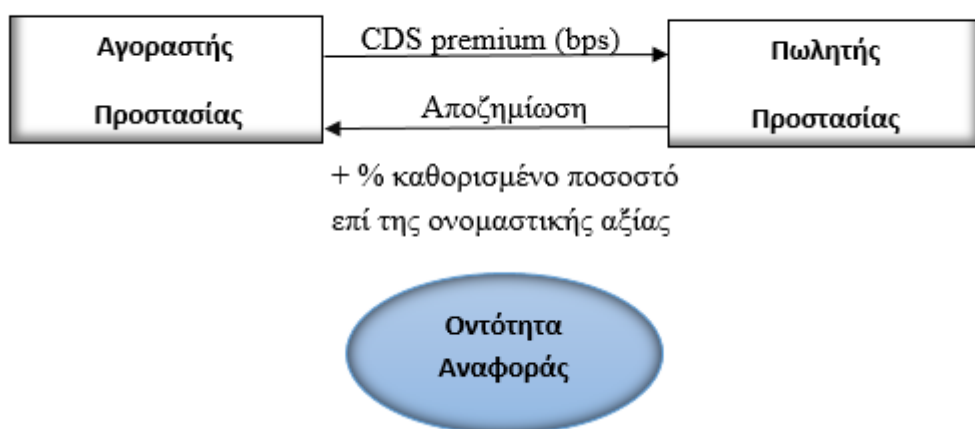 Αγοραστής
Προστασίας
CDS premium (bps)
Αποζημίωση
Πωλητής
Προστασίας
+ % καθορισμένο ποσοστό
επί της ονομαστικής αξίας
Οντότητα
Αναφοράς